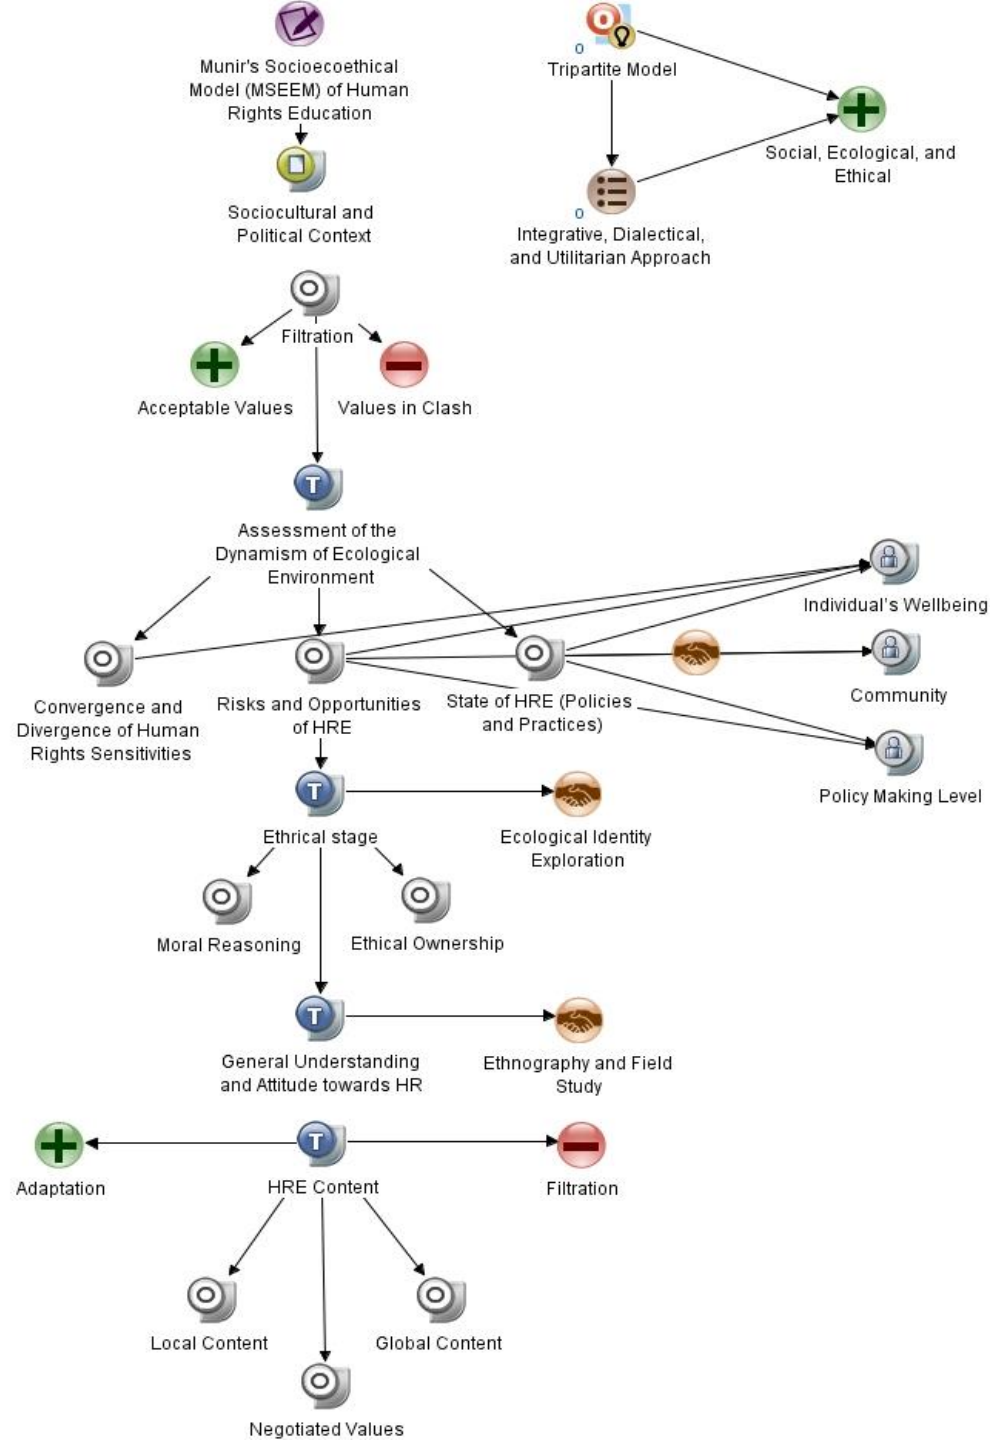 Munir's Socioecoethical
Model (MSEEM) of Human
Rights Education
0
Tripartite Model
Social, Ecological, and
Ethical
Sociocultural and
Political Context
0
Integrative, Dialectical,
and Utilitarian Approach
Filtration
Acceptable Values
Values in Clash
T
Assessment of the
Dynamism of Ecological
Environment
Individual's Wellbeing
Community
Policy Making Level
Convergence and
Divergence of Human
Rights Sensitivities
Risks and Opportunities
of HRE
State of HRE (Policies
and Practices)
T
Ethrical stage
Ecological Identity
Exploration
Moral Reasoning
Ethical Ownership
T
General Understanding
and Attitude towards HR
Ethnography and Field
Study
Adaptation
T
HRE Content
Filtration
Local Content
Global Content
Negotiated Values